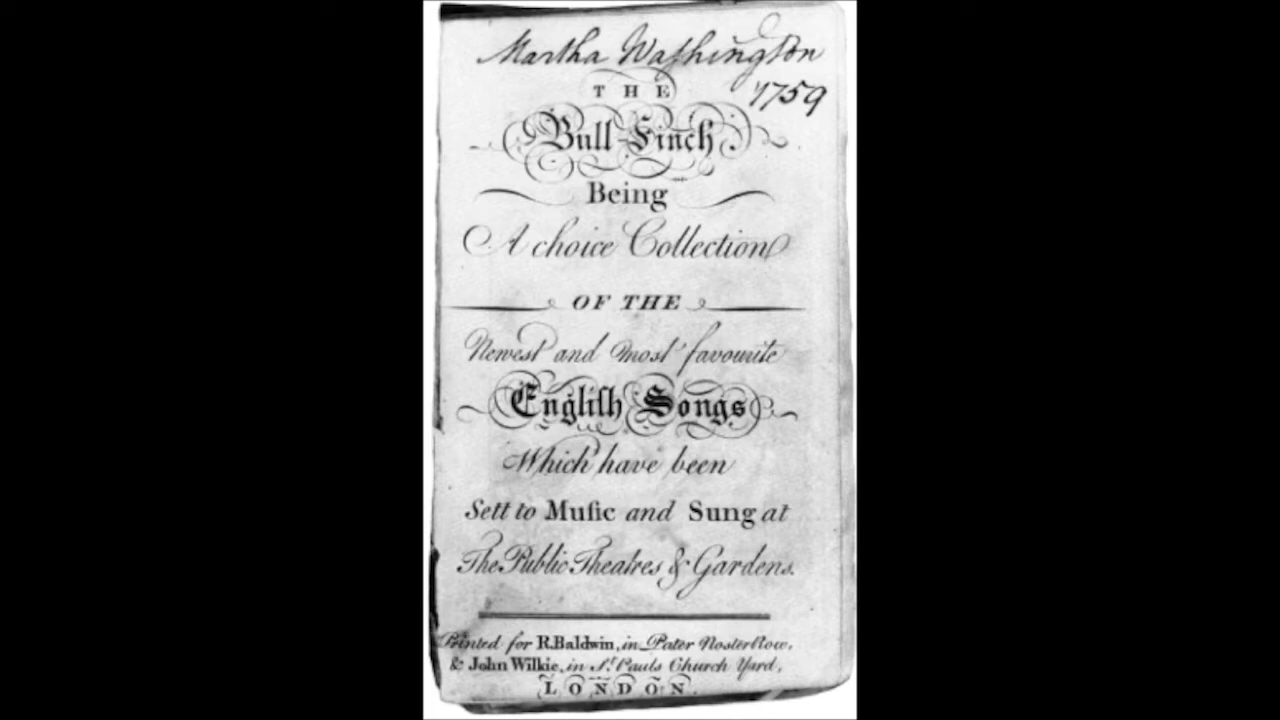 Martha Waſhington
1759
THE
Bull-Finch
Being
A choice Collection
OF THE
Newest and most favourite
Engliſh Songs
Which have been
Sett to Muſic and Sung at
The Public Theatres & Gardens.
Printed for R. Baldwin, in Pater Noster Row,
& John Wilkie, in St. Pauls Church Yard,
LONDON.